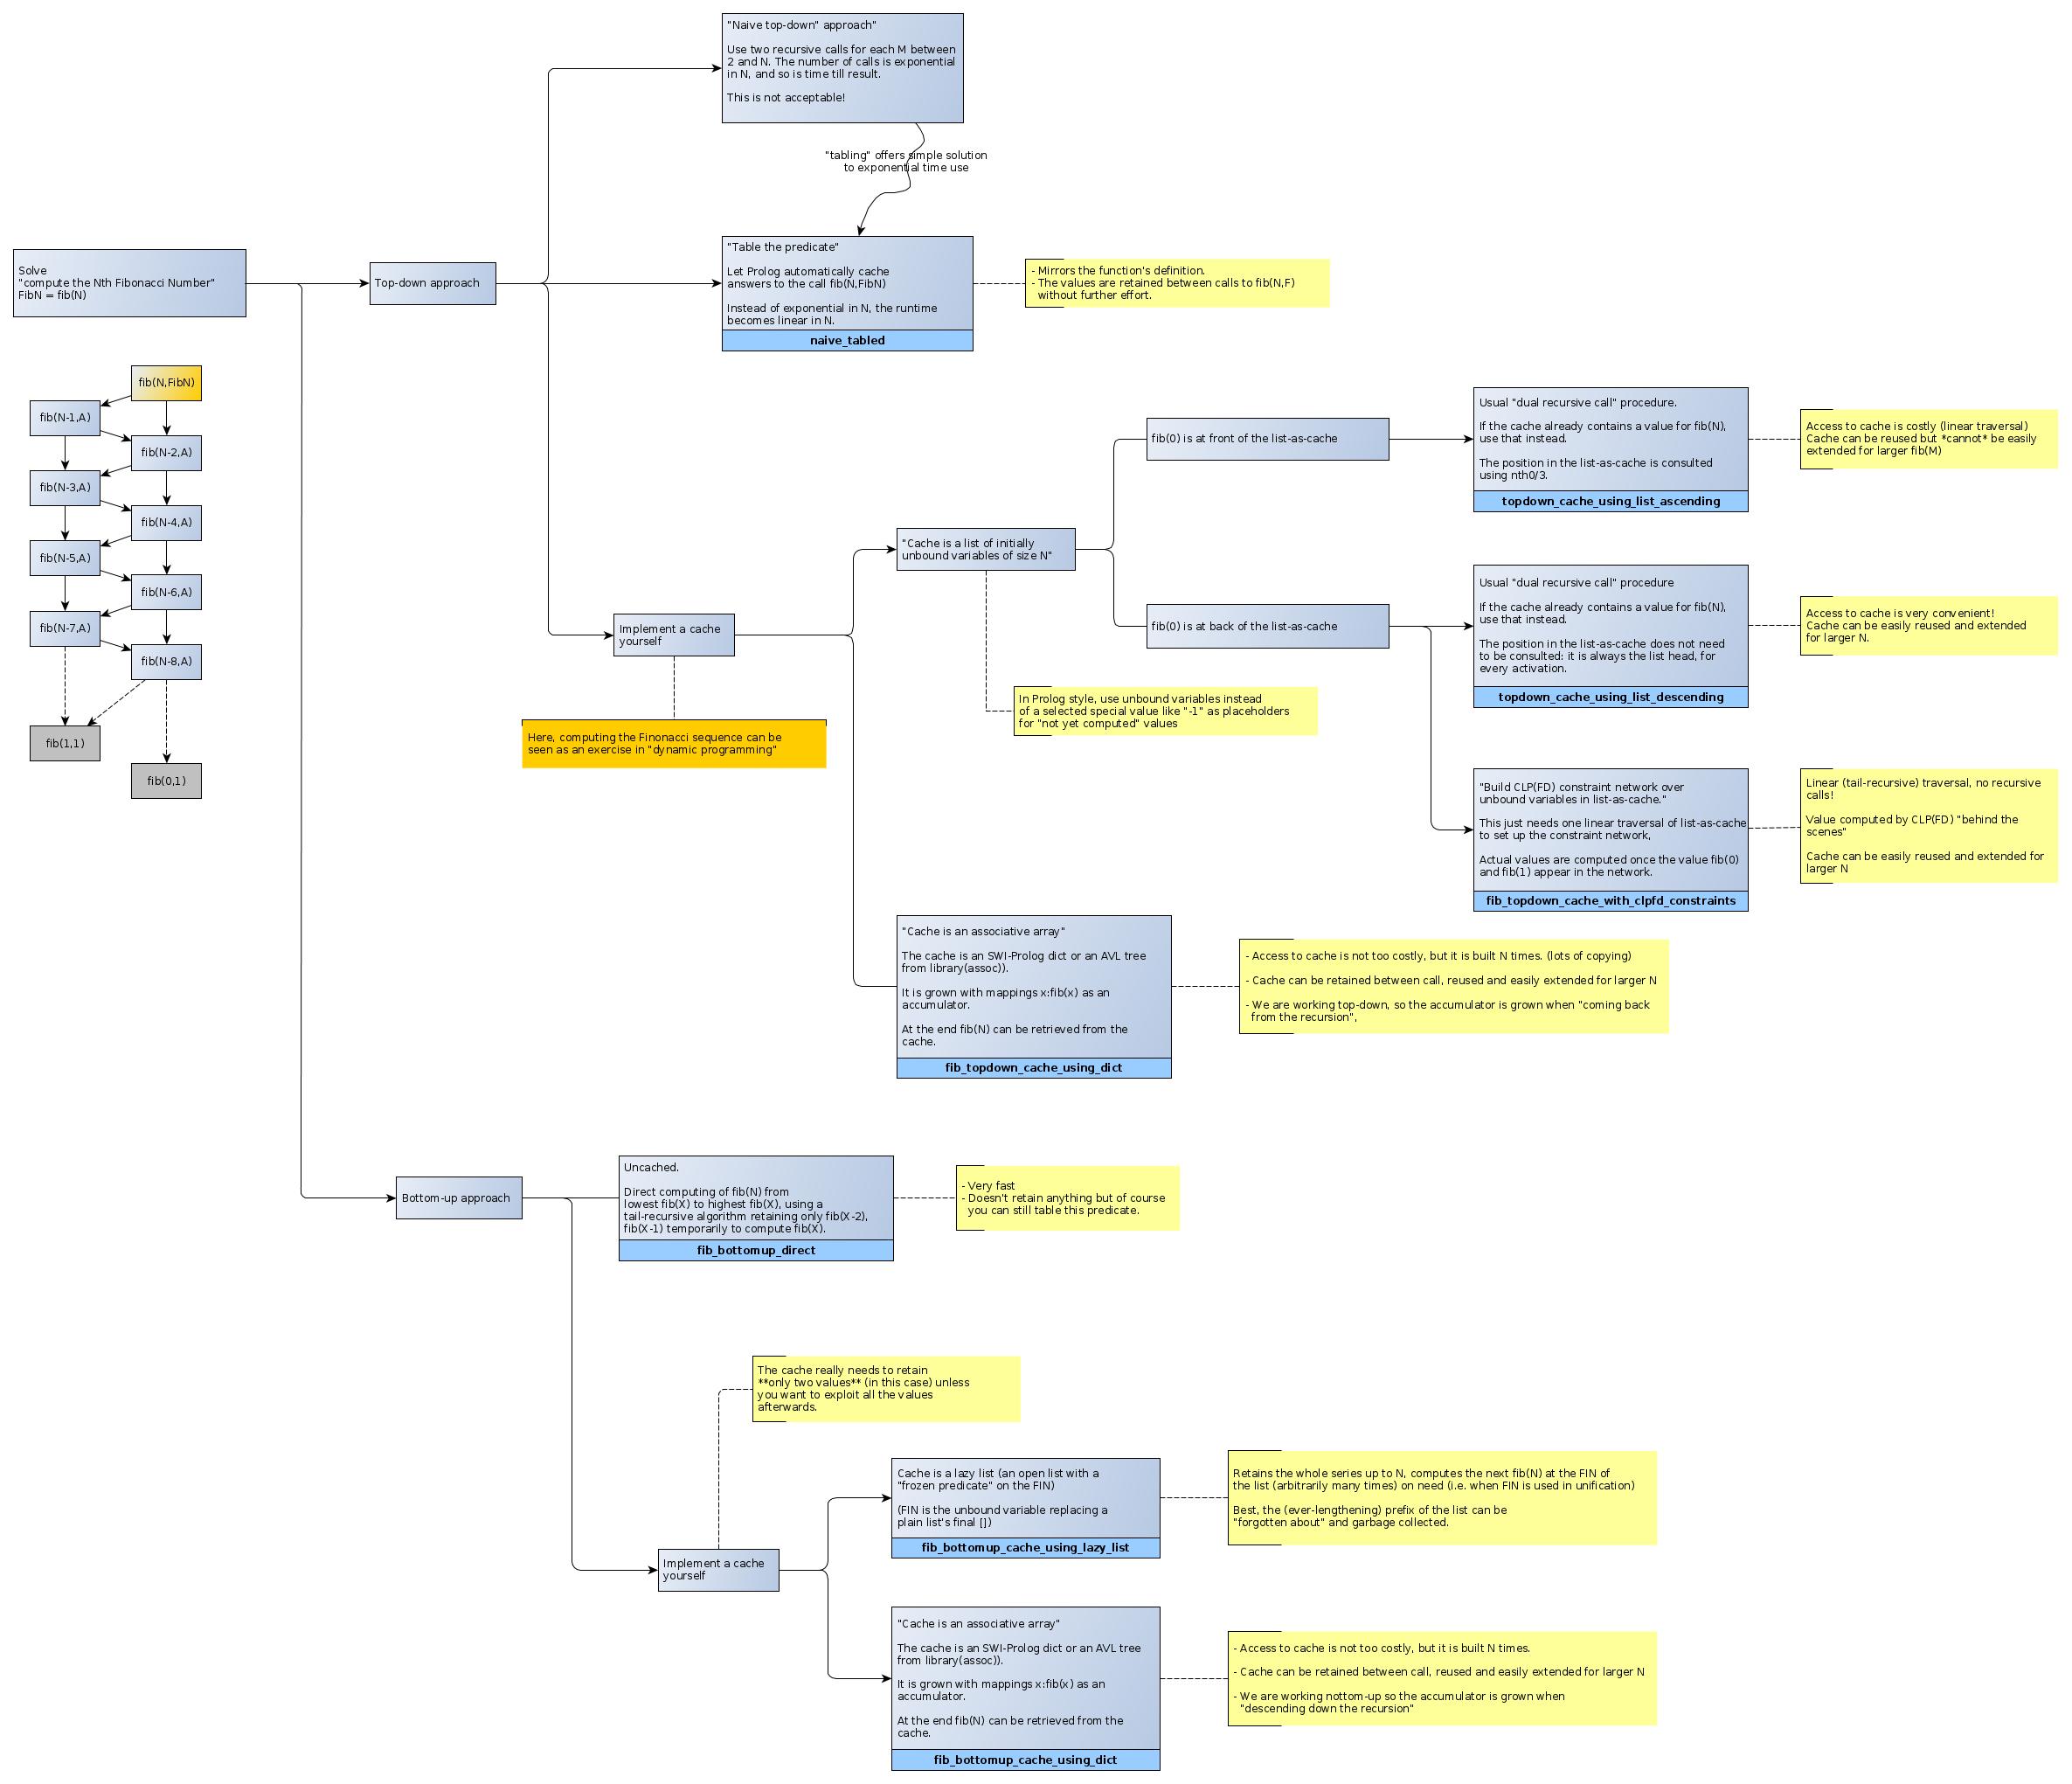 "Naive top-down" approach"
Use two recursive calls for each M between
2 and N. The number of calls is exponential
in N, and so is time till result.
This is not acceptable!
"tabling" offers simple solution
to exponential time use
Solve
"compute the Nth Fibonacci Number"
FibN = fib(N)
Top-down approach
"Table the predicate"
Let Prolog automatically cache
answers to the call fib(N,FibN)
Instead of exponential in N, the runtime
becomes linear in N.
naive_tabled
- Mirrors the function's definition.
- The values are retained between calls to fib(N,F)
without further effort.
fib(N,FibN)
fib(N-1,A)
fib(N-2,A)
fib(N-3,A)
fib(N-4,A)
fib(N-5,A)
fib(N-6,A)
fib(N-7,A)
fib(N-8,A)
fib(1,1)
fib(0,1)
Implement a cache
yourself
Here, computing the Finonacci sequence can be
seen as an exercise in "dynamic programming"
"Cache is a list of initially
unbound variables of size N"
In Prolog style, use unbound variables instead
of a selected special value like "-1" as placeholders
for "not yet computed" values
fib(0) is at front of the list-as-cache
Usual "dual recursive call" procedure.
If the cache already contains a value for fib(N),
use that instead.
The position in the list-as-cache is consulted
using nth0/3.
topdown_cache_using_list_ascending
Access to cache is costly (linear traversal)
Cache can be reused but *cannot* be easily
extended for larger fib(M)
fib(0) is at back of the list-as-cache
Usual "dual recursive call" procedure
If the cache already contains a value for fib(N),
use that instead.
The position in the list-as-cache does not need
to be consulted: it is always the list head, for
every activation.
topdown_cache_using_list_descending
Access to cache is very convenient!
Cache can be easily reused and extended
for larger N.
"Build CLP(FD) constraint network over
unbound variables in list-as-cache."
This just needs one linear traversal of list-as-cache
to set up the constraint network,
Actual values are computed once the value fib(0)
and fib(1) appear in the network.
fib_topdown_cache_with_clpfd_constraints
Linear (tail-recursive) traversal, no recursive
calls!
Value computed by CLP(FD) "behind the
scenes"
Cache can be easily reused and extended for
larger N
"Cache is an associative array"
The cache is an SWI-Prolog dict or an AVL tree
from library(assoc)).
It is grown with mappings x:fib(x) as an
accumulator.
At the end fib(N) can be retrieved from the
cache.
fib_topdown_cache_using_dict
- Access to cache is not too costly, but it is built N times. (lots of copying)
- Cache can be retained between call, reused and easily extended for larger N
- We are working top-down, so the accumulator is grown when "coming back
from the recursion",
Bottom-up approach
Uncached.
Direct computing of fib(N) from
lowest fib(X) to highest fib(X), using a
tail-recursive algorithm retaining only fib(X-2),
fib(X-1) temporarily to compute fib(X).
fib_bottomup_direct
- Very fast
- Doesn't retain anything but of course
you can still table this predicate.
The cache really needs to retain
**only two values** (in this case) unless
you want to exploit all the values
afterwards.
Implement a cache
yourself
Cache is a lazy list (an open list with a
"frozen predicate" on the FIN)
(FIN is the unbound variable replacing a
plain list's final [])
fib_bottomup_cache_using_lazy_list
Retains the whole series up to N, computes the next fib(N) at the FIN of
the list (arbitrarily many times) on need (i.e. when FIN is used in unification)
Best, the (ever-lengthening) prefix of the list can be
"forgotten about" and garbage collected.
"Cache is an associative array"
The cache is an SWI-Prolog dict or an AVL tree
from library(assoc)).
It is grown with mappings x:fib(x) as an
accumulator.
At the end fib(N) can be retrieved from the
cache.
fib_bottomup_cache_using_dict
- Access to cache is not too costly, but it is built N times.
- Cache can be retained between call, reused and easily extended for larger N
- We are working nottom-up so the accumulator is grown when
"descending down the recursion"